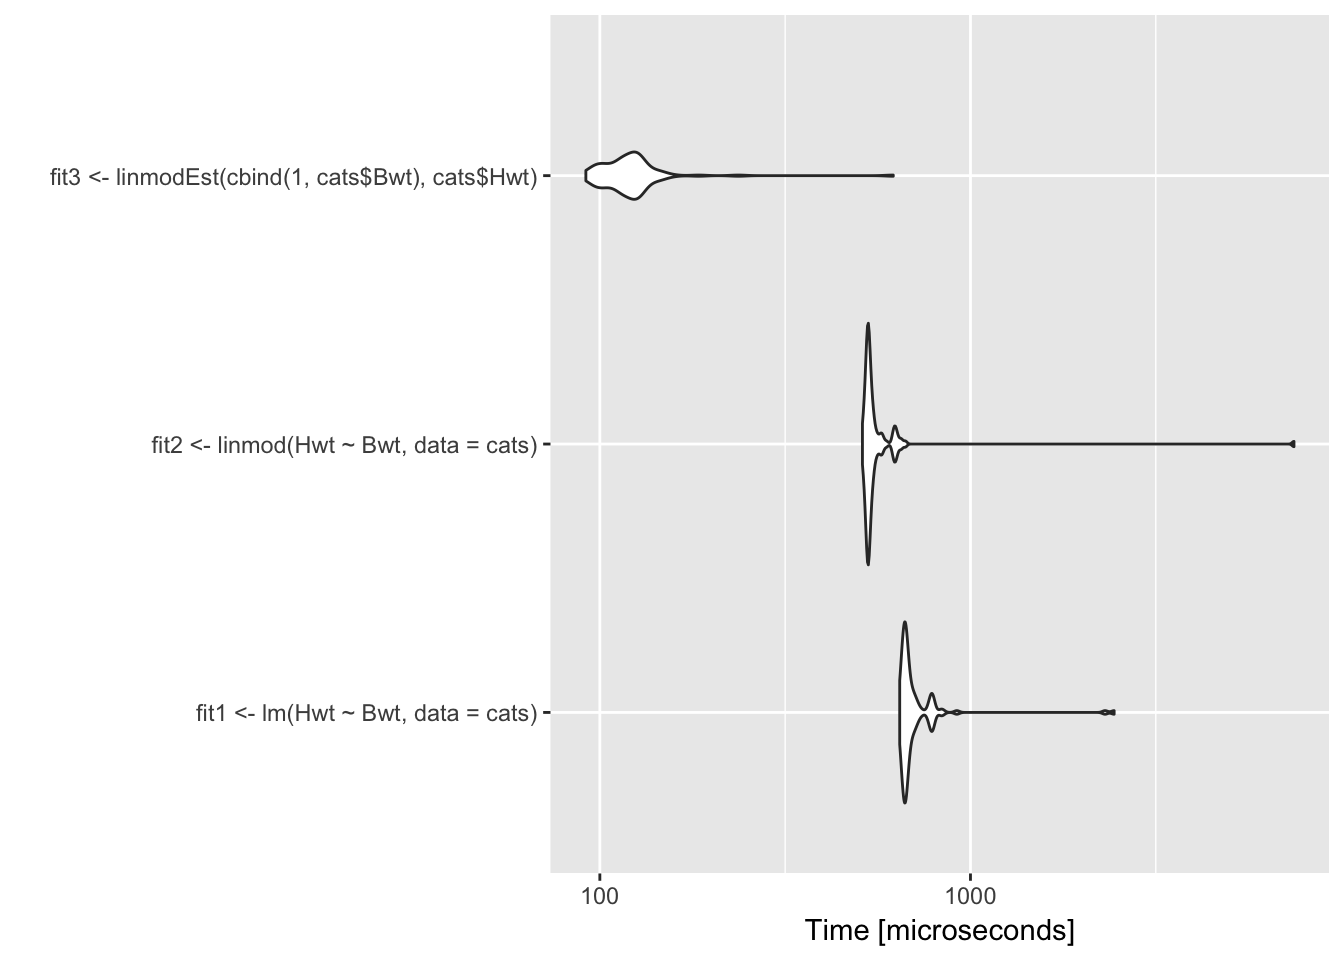 fit3 <- linmodEst(cbind(1, cats$Bwt), cats$Hwt)
fit2 <- linmod(Hwt ~ Bwt, data = cats)
fit1 <- lm(Hwt ~ Bwt, data = cats)
100
1000
Time [microseconds]